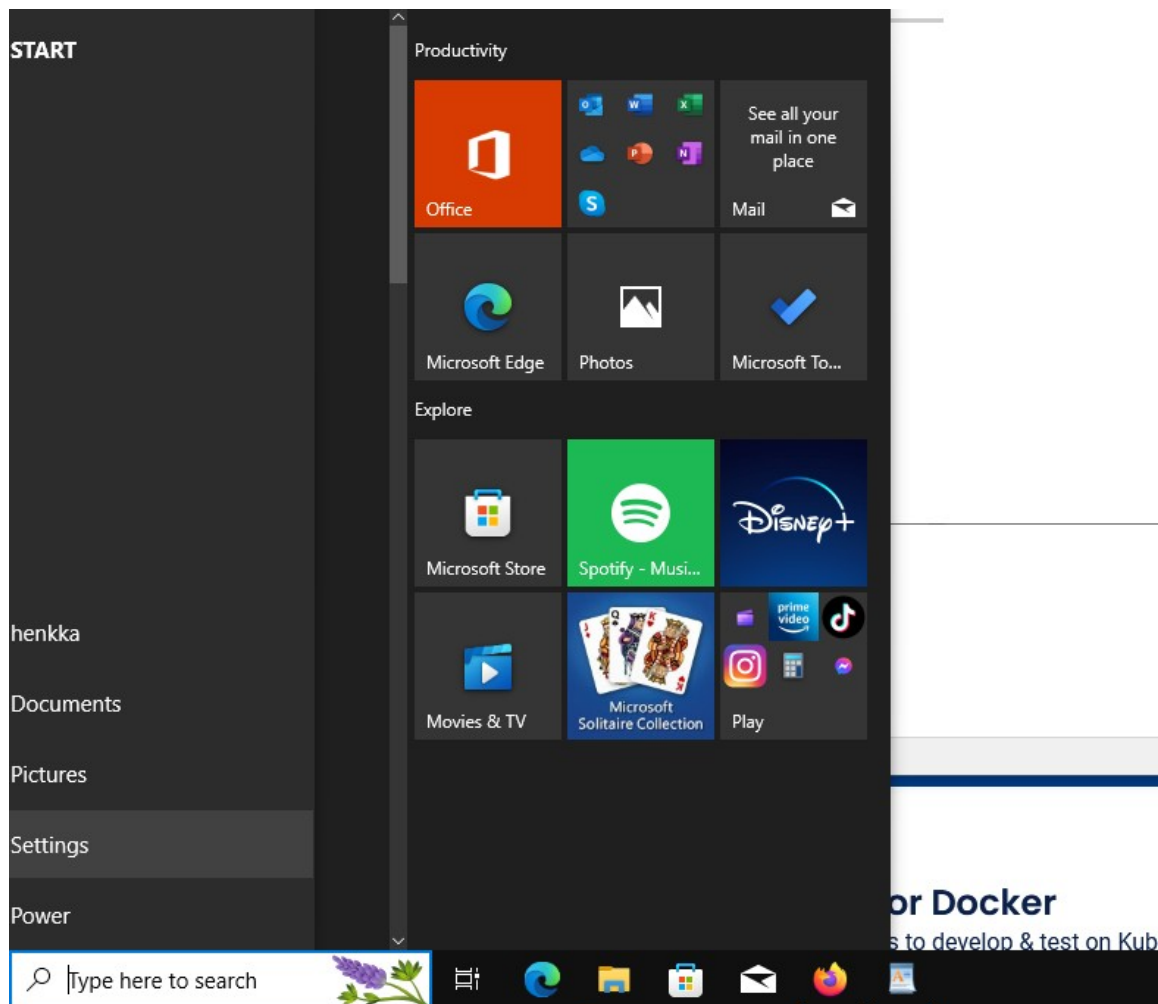 START
henkka
Documents
Pictures
Settings
Power
Productivity
Office
See all your
mail in one
place
Mail
Microsoft Edge
Photos
Microsoft To...
Explore
Microsoft Store
Spotify - Musi...
Disney+
Movies & TV
J Q K
K
Microsoft
Solitaire Collection
prime
video
Play
or Docker
s to develop & test on Kub
Type here to search